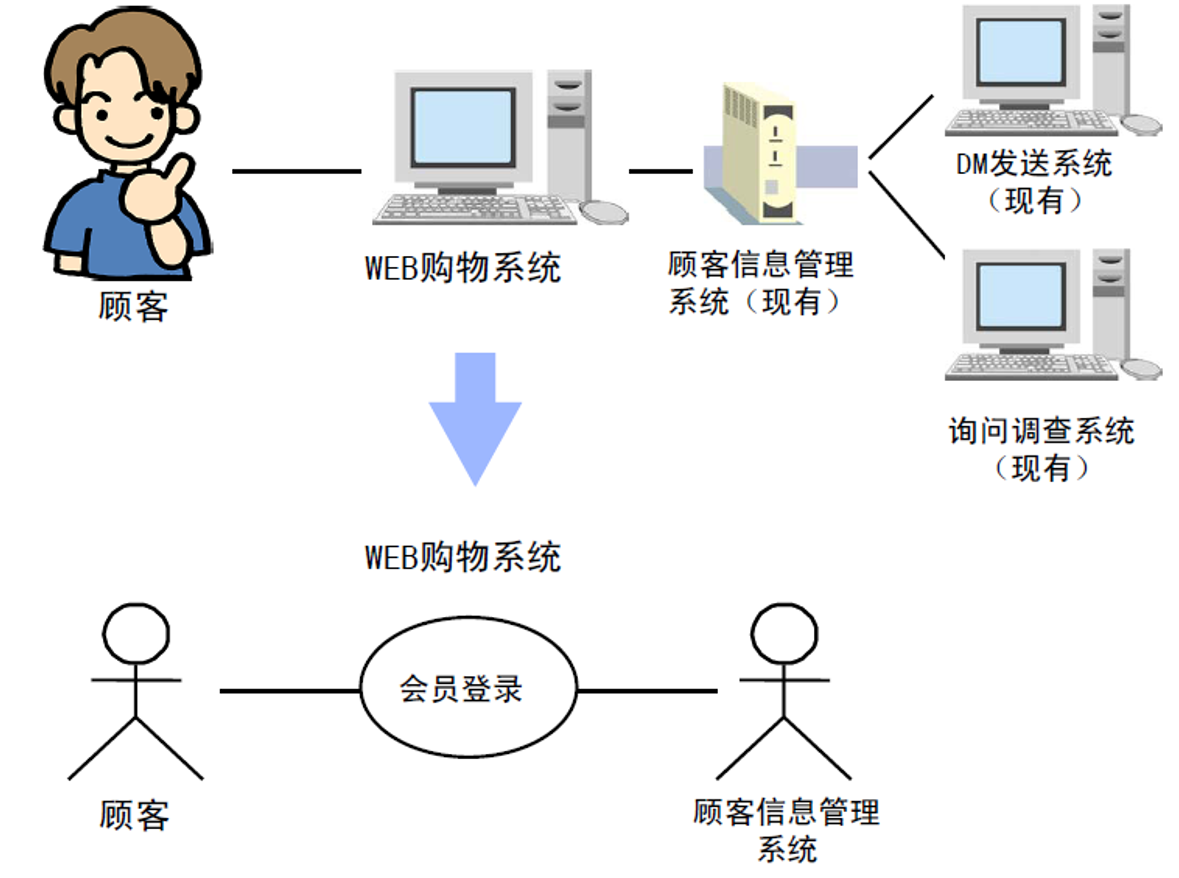 DM发送系统
（现有）
WEB购物系统
顾客信息管理
系统（现有）
顾客
询问调查系统
（现有）
WEB购物系统
会员登录
顾客
顾客信息管理
系统